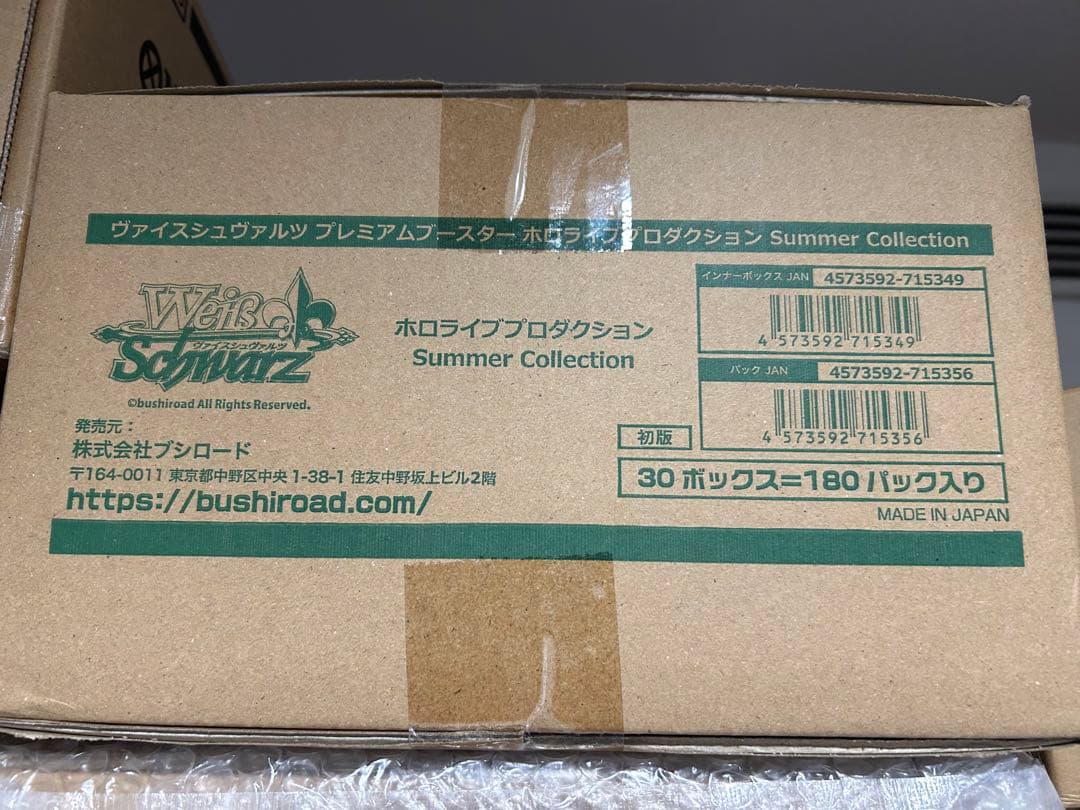 ヴァイスシュヴァルツ プレミアムブースター ホロライブプロダクション Summer Collection
Weiß
ヴァイスシュヴァルツ
Schwarz
©bushiroad All Rights Reserved.
ホロライブプロダクション
Summer Collection
インナーボックス JAN 4573592-715349
4 573592 715349
パック JAN 4573592-715356
4 573592 715356
発売元：
株式会社ブシロード
〒164-0011 東京都中野区中央 1-38-1 住友中野坂上ビル2階
https://bushiroad.com/
初版
30 ボックス=180 パック入り
MADE IN JAPAN